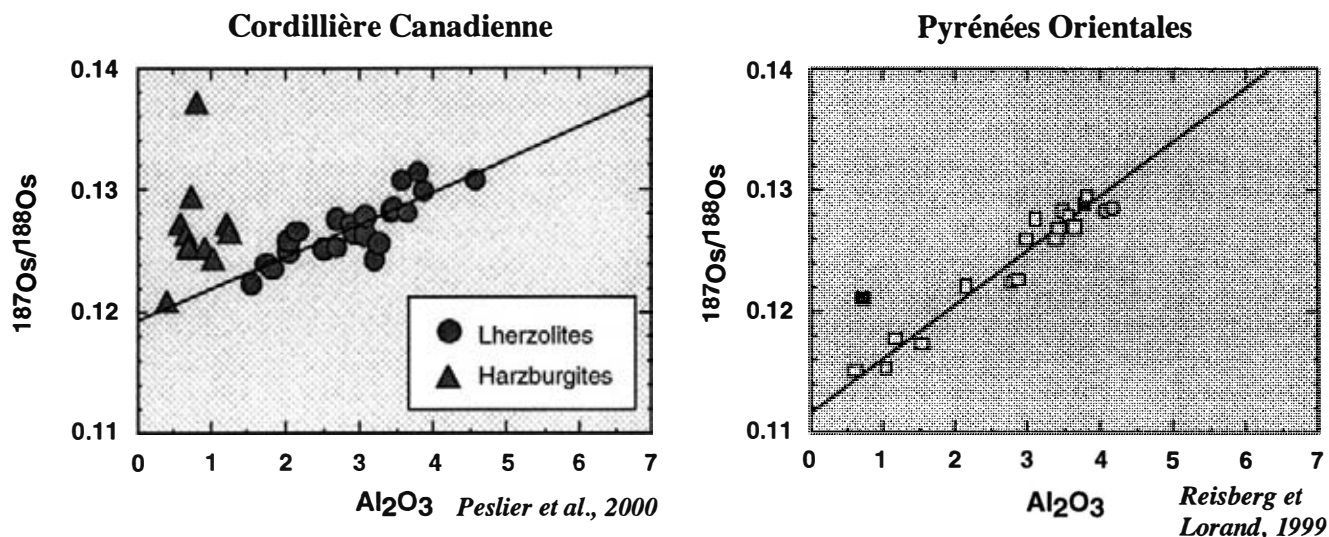 Cordillière Canadienne
187Os/188Os
0.14
0.13
0.12
0.11
0 1 2 3 4 5 6 7
Lherzolites
Harzburgites
Al2O3
Peslier et al., 2000
Pyrénées Orientales
187Os/188Os
0.14
0.13
0.12
0.11
0 1 2 3 4 5 6 7
Al2O3
Reisberg et
Lorand, 1999